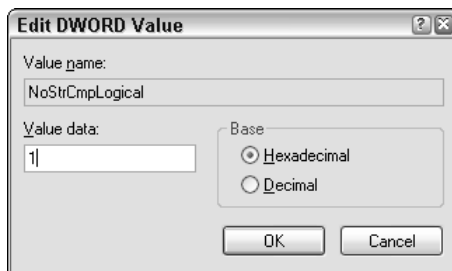 Edit DWORD Value
Value name:
NoStrCmpLogical
Value data:
1
Base
Hexadecimal
Decimal
OK
Cancel